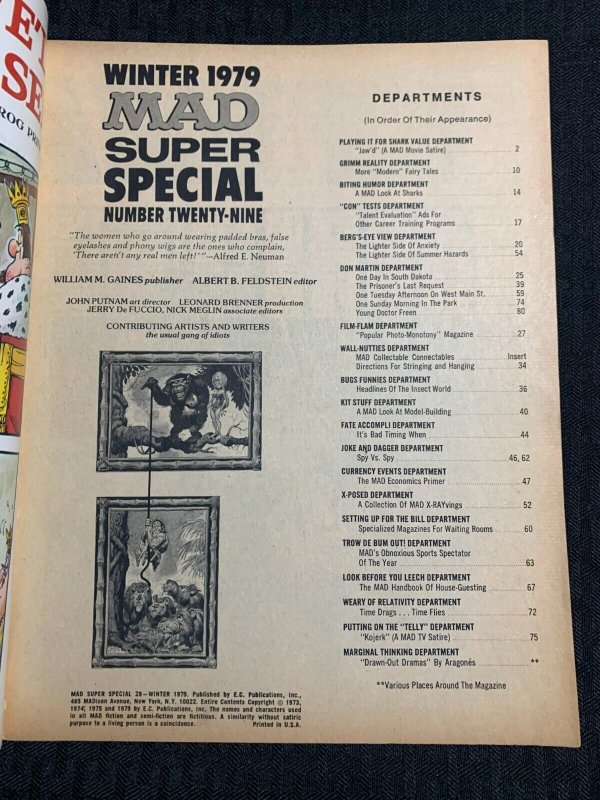 ET
SE
ROG PR
WINTER 1979
MAD
SUPER
SPECIAL
NUMBER TWENTY-NINE
"The women who go around wearing padded bras, false
eyelashes and phony wigs are the ones who complain,
'There aren't any real men left!'"—Alfred E. Neuman
WILLIAM M. GAINES publisher ALBERT B. FELDSTEIN editor
JOHN PUTNAM art director LEONARD BRENNER production
JERRY De FUCCIO, NICK MEGLIN associate editors
CONTRIBUTING ARTISTS AND WRITERS
the usual gang of idiots
MAD SUPER SPECIAL 29—WINTER 1979. Published by E.C. Publications, Inc.,
485 MADison Avenue, New York, N.Y. 10022. Entire Contents Copyright © 1973,
1974, 1975 and 1979 by E.C. Publications, Inc. The names and characters used
in all MAD fiction and semi-fiction are fictitious. A similarity without satiric
purpose to a living person is a coincidence. Printed in U.S.A.
DEPARTMENTS
(In Order Of Their Appearance)
PLAYING IT FOR SHARK VALUE DEPARTMENT
"Jaw'd" (A MAD Movie Satire) 2
GRIMM REALITY DEPARTMENT
More "Modern" Fairy Tales 10
BITING HUMOR DEPARTMENT
A MAD Look At Sharks 14
"CON" TESTS DEPARTMENT
"Talent Evaluation" Ads For
Other Career Training Programs 17
BERG'S-EYE VIEW DEPARTMENT
The Lighter Side Of Anxiety 20
The Lighter Side Of Summer Hazards 54
DON MARTIN DEPARTMENT
One Day In South Dakota 25
The Prisoner's Last Request 39
One Tuesday Afternoon On West Main St. 59
One Sunday Morning In The Park 74
Young Doctor Freen 80
FILM-FLAM DEPARTMENT
"Popular Photo-Monotony" Magazine 27
WALL-NUTTIES DEPARTMENT
MAD Collectable Connectables Insert
Directions For Stringing and Hanging 34
BUGS FUNNIES DEPARTMENT
Headlines Of The Insect World 36
KIT STUFF DEPARTMENT
A MAD Look At Model-Building 40
FATE ACCOMPLI DEPARTMENT
It's Bad Timing When 44
JOKE AND DAGGER DEPARTMENT
Spy Vs. Spy 46, 62
CURRENCY EVENTS DEPARTMENT
The MAD Economics Primer 47
X-POSED DEPARTMENT
A Collection Of MAD X-RAYvings 52
SETTING UP FOR THE BILL DEPARTMENT
Specialized Magazines For Waiting Rooms 60
TROW DE BUM OUT! DEPARTMENT
MAD's Obnoxious Sports Spectator
Of The Year 63
LOOK BEFORE YOU LEECH DEPARTMENT
The MAD Handbook Of House-Guesting 67
WEARY OF RELATIVITY DEPARTMENT
Time Drags . . . Time Flies 72
PUTTING ON THE "TELLY" DEPARTMENT
"Kojerk" (A MAD TV Satire) 75
MARGINAL THINKING DEPARTMENT
"Drawn-Out Dramas" By Aragonés **
**Various Places Around The Magazine